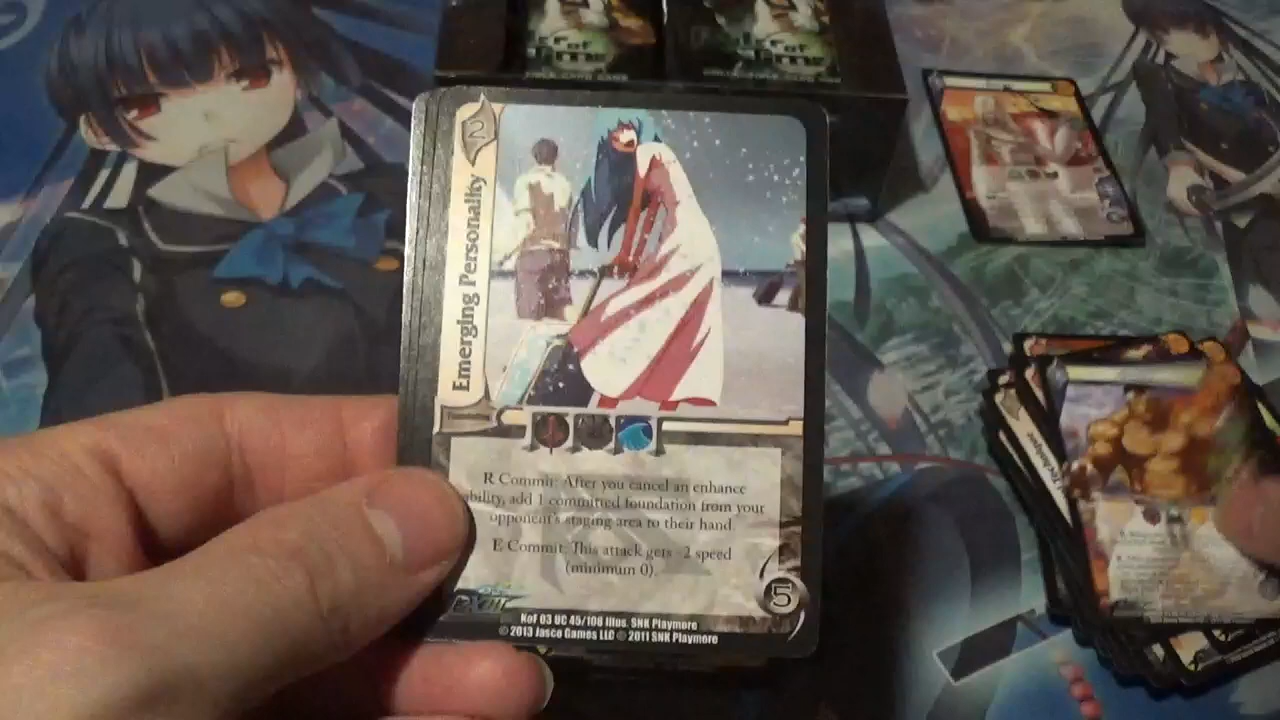 2
Emerging Personality
R Commit: After you cancel an enhance
ability, add 1 committed foundation from your
opponent's staging area to their hand
E Commit: This attack gets -2 speed
(minimum 0).
XIII
5
KoF 03 UC 45/106 Illus. SNK Playmore
© 2013 Jasco Games LLC © 2011 SNK Playmore